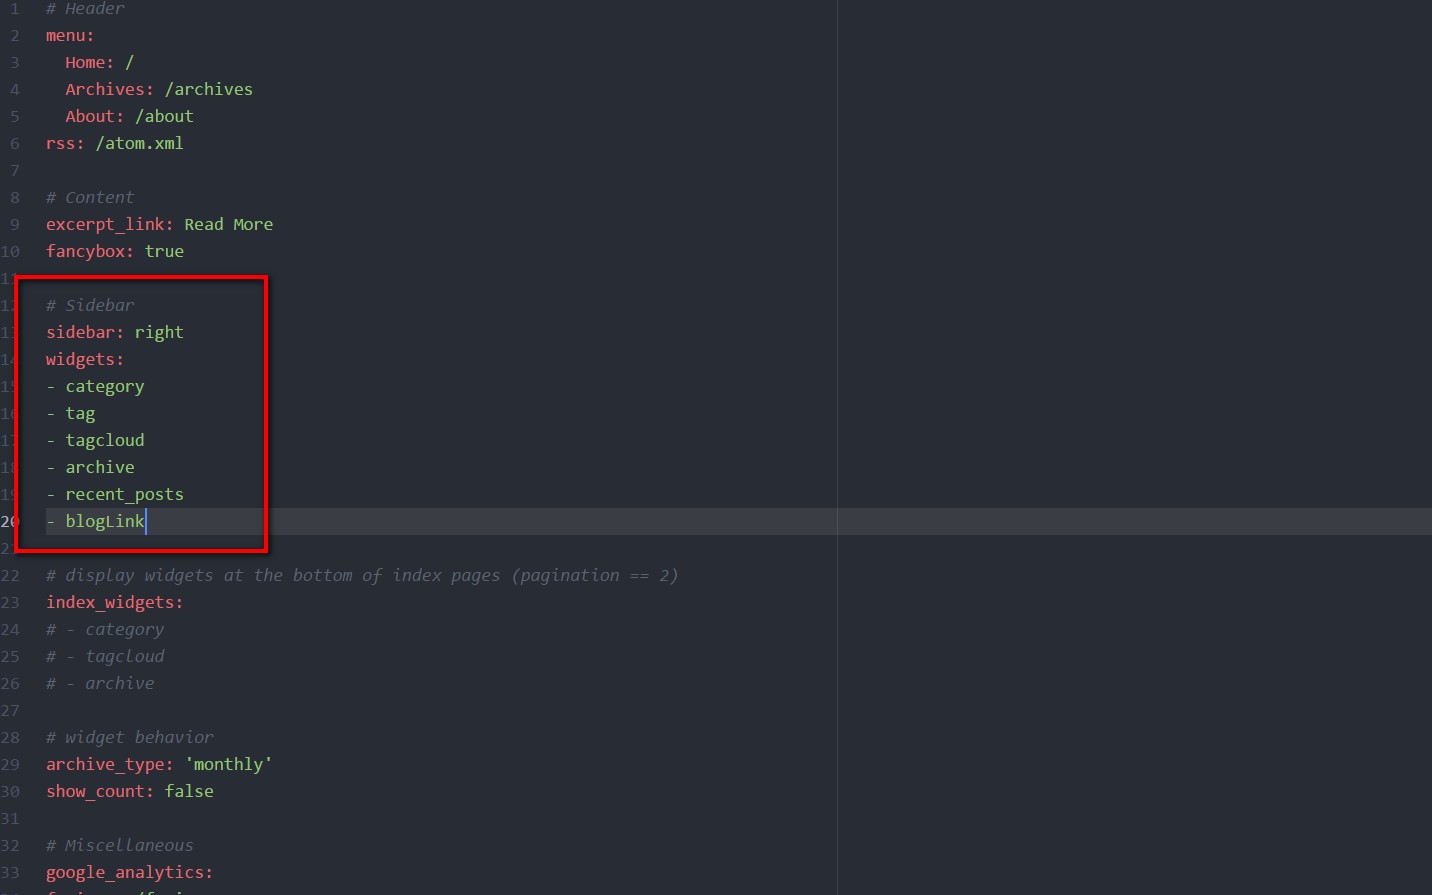 1 # Header
2 menu:
3 Home: /
4 Archives: /archives
5 About: /about
6 rss: /atom.xml
7
8 # Content
9 excerpt_link: Read More
10 fancybox: true
11
12 # Sidebar
13 sidebar: right
14 widgets:
15 - category
16 - tag
17 - tagcloud
18 - archive
19 - recent_posts
20 - blogLink
21
22 # display widgets at the bottom of index pages (pagination == 2)
23 index_widgets:
24 # - category
25 # - tagcloud
26 # - archive
27
28 # widget behavior
29 archive_type: 'monthly'
30 show_count: false
31
32 # Miscellaneous
33 google_analytics: